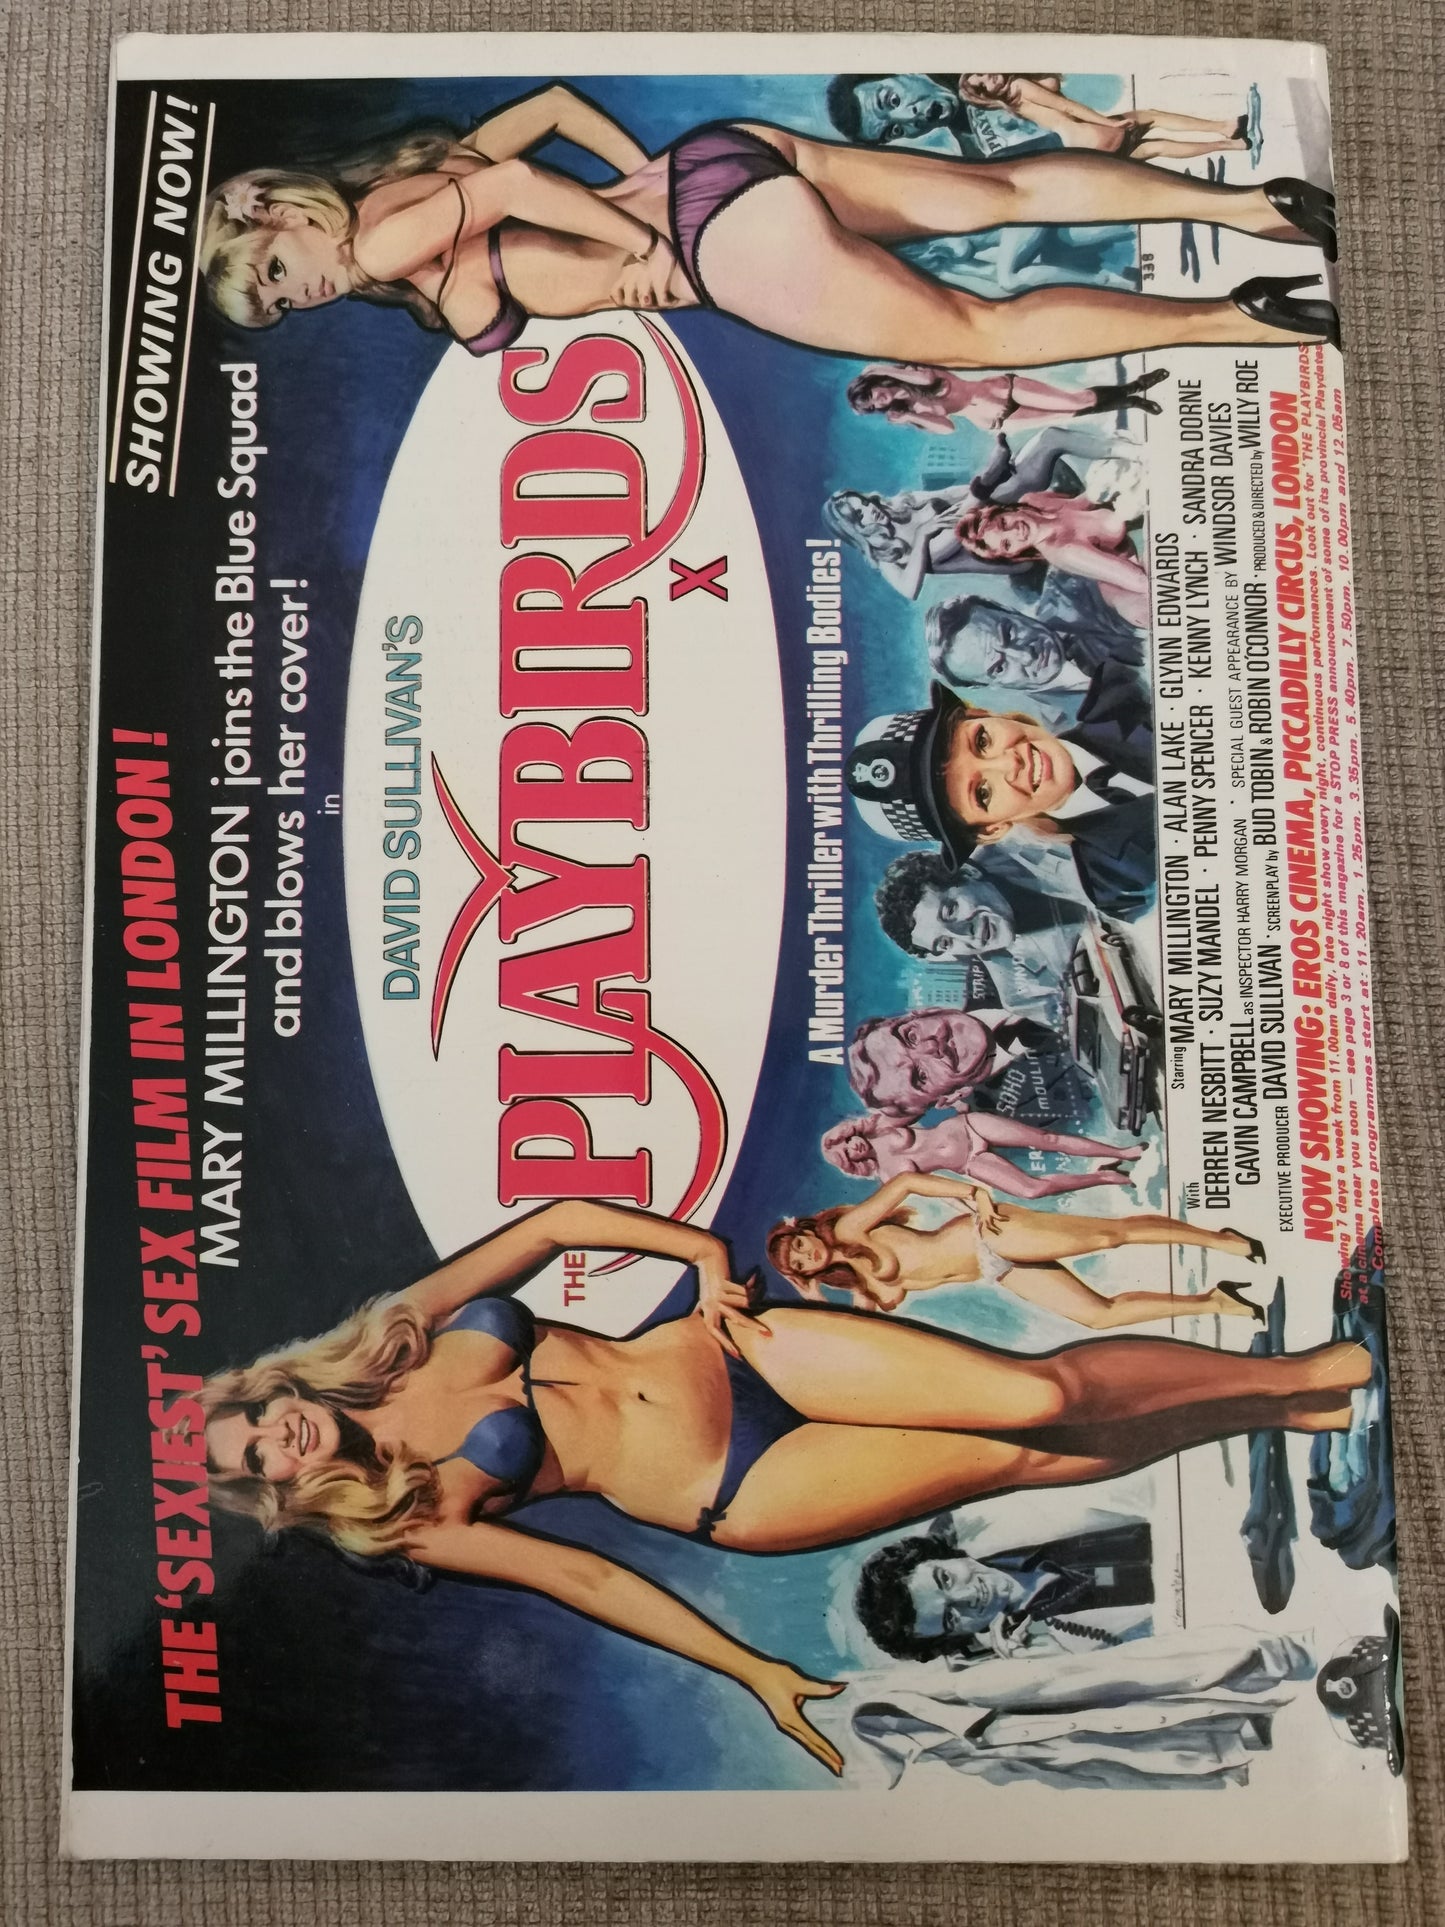 SHOWING NOW!
THE 'SEXIEST' SEX FILM IN LONDON!
MARY MILLINGTON joins the Blue Squad
and blows her cover!
in
DAVID SULLIVAN'S
THE PLAYBIRDS
X
A Murder Thriller with Thrilling Bodies!
STRIP
SOHO
MOULIN
PLAY
338
Starring MARY MILLINGTON · ALAN LAKE · GLYNN EDWARDS
With DERREN NESBITT · SUZY MANDEL · PENNY SPENCER · KENNY LYNCH · SANDRA DORNE
GAVIN CAMPBELL as INSPECTOR HARRY MORGAN · SPECIAL GUEST APPEARANCE BY WINDSOR DAVIES
EXECUTIVE PRODUCER DAVID SULLIVAN · SCREENPLAY by BUD TOBIN & ROBIN O'CONNOR · PRODUCED & DIRECTED by WILLY ROE
NOW SHOWING: EROS CINEMA, PICCADILLY CIRCUS, LONDON
Showing 7 days a week from 11.00am daily, late night show every night, continuous performances. Look out for 'THE PLAYBIRDS
at a cinema near you soon — see page 3 or 8 of this magazine for a STOP PRESS announcement of some of its provincial Playdates
Complete programmes start at: 11.20am. 1.25pm. 3.35pm. 5.40pm. 7.50pm. 10.00pm and 12.05am